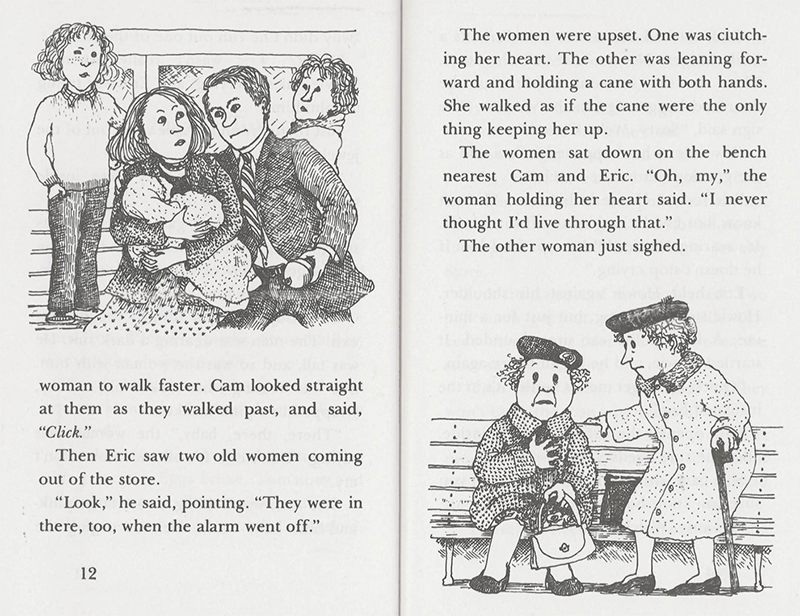 woman to walk faster. Cam looked straight
at them as they walked past, and said,
“Click.”
Then Eric saw two old women coming
out of the store.
“Look,” he said, pointing. “They were in
there, too, when the alarm went off.”
12
The women were upset. One was clutch-
ing her heart. The other was leaning for-
ward and holding a cane with both hands.
She walked as if the cane were the only
thing keeping her up.
The women sat down on the bench
nearest Cam and Eric. “Oh, my,” the
woman holding her heart said. “I never
thought I’d live through that.”
The other woman just sighed.